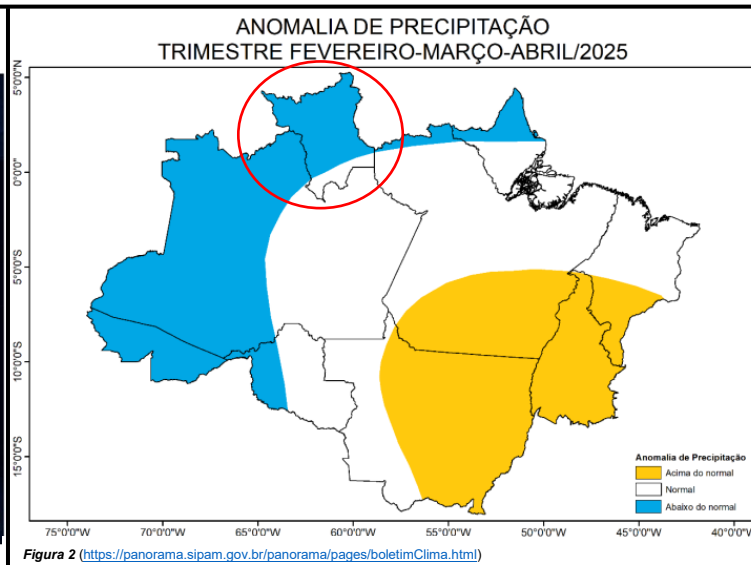 ANOMALIA DE PRECIPITAÇÃO
TRIMESTRE FEVEREIRO-MARÇO-ABRIL/2025
5°0'0"N
0°0'0"
5°0'0"S
10°0'0"S
15°0'0"S
Anomalia de Precipitação
Acima do normal
Normal
Abaixo do normal
75°0'0"W 70°0'0"W 65°0'0"W 60°0'0"W 55°0'0"W 50°0'0"W 45°0'0"W 40°0'0"W
Figura 2 (https://panorama.sipam.gov.br/panorama/pages/boletimClima.html)